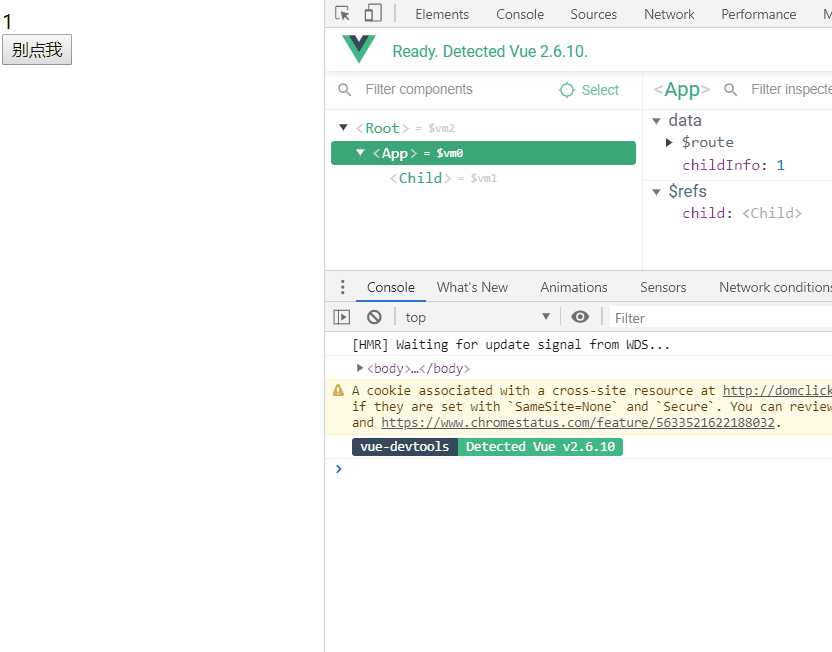 1
别点我
Elements Console Sources Network Performance M
Ready. Detected Vue 2.6.10.
Filter components Select
<App> Filter inspecte
<Root> = $vm2
<App> = $vm0
<Child> = $vm1
data
$route
childInfo: 1
$refs
child: <Child>
Console What's New Animations Sensors Network conditions
top Filter
[HMR] Waiting for update signal from WDS...
<body>…</body>
A cookie associated with a cross-site resource at http://domclick
if they are set with `SameSite=None` and `Secure`. You can review
and https://www.chromestatus.com/feature/5633521622188032.
vue-devtools Detected Vue v2.6.10